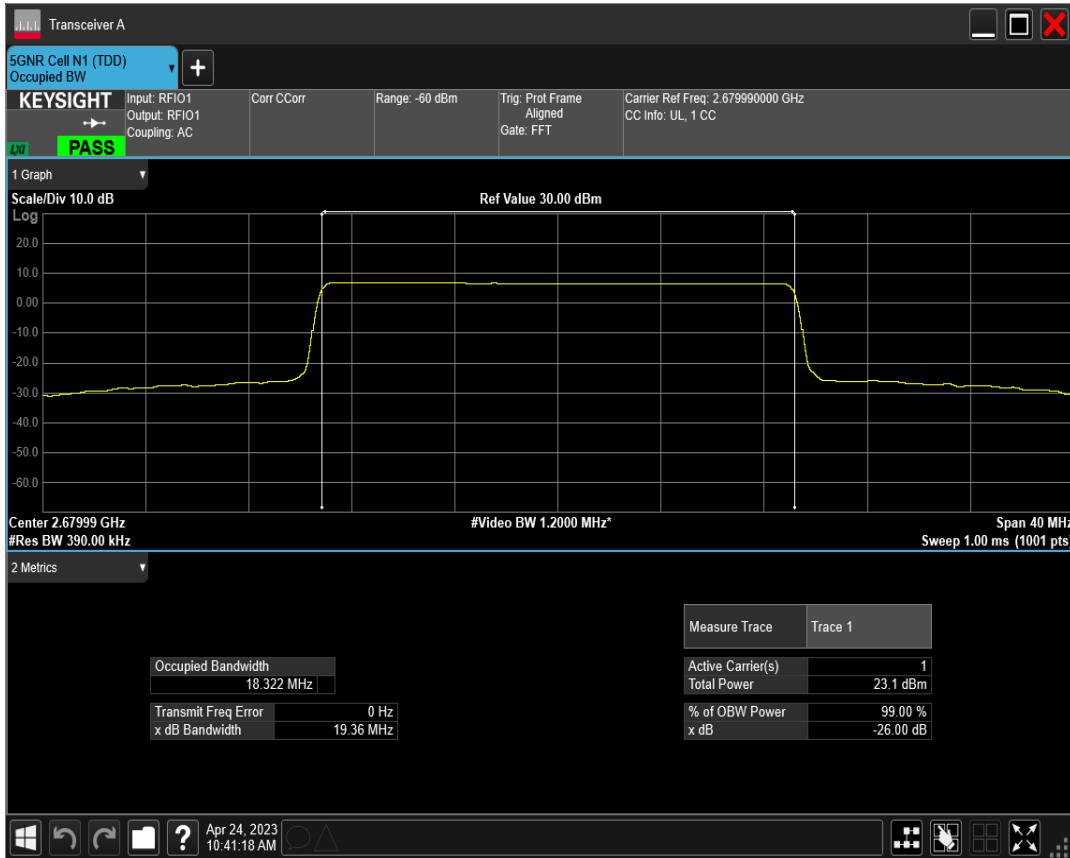 Transceiver A
5GNR Cell N1 (TDD)
Occupied BW
+
KEYSIGHT
LXI
PASS
Input: RFIO1
Output: RFIO1
Coupling: AC
Corr CCorr
Range: -60 dBm
Trig: Prot Frame
Aligned
Gate: FFT
Carrier Ref Freq: 2.679990000 GHz
CC Info: UL, 1 CC
1 Graph
Scale/Div 10.0 dB
Ref Value 30.00 dBm
Log
20.0
10.0
0.00
-10.0
-20.0
-30.0
-40.0
-50.0
-60.0
Center 2.67999 GHz
#Video BW 1.2000 MHz*
Span 40 MHz
#Res BW 390.00 kHz
Sweep 1.00 ms (1001 pts)
2 Metrics
Measure Trace Trace 1
Occupied Bandwidth
18.322 MHz
Active Carrier(s) 1
Total Power 23.1 dBm
Transmit Freq Error 0 Hz
x dB Bandwidth 19.36 MHz
% of OBW Power 99.00 %
x dB -26.00 dB
?
Apr 24, 2023
10:41:18 AM